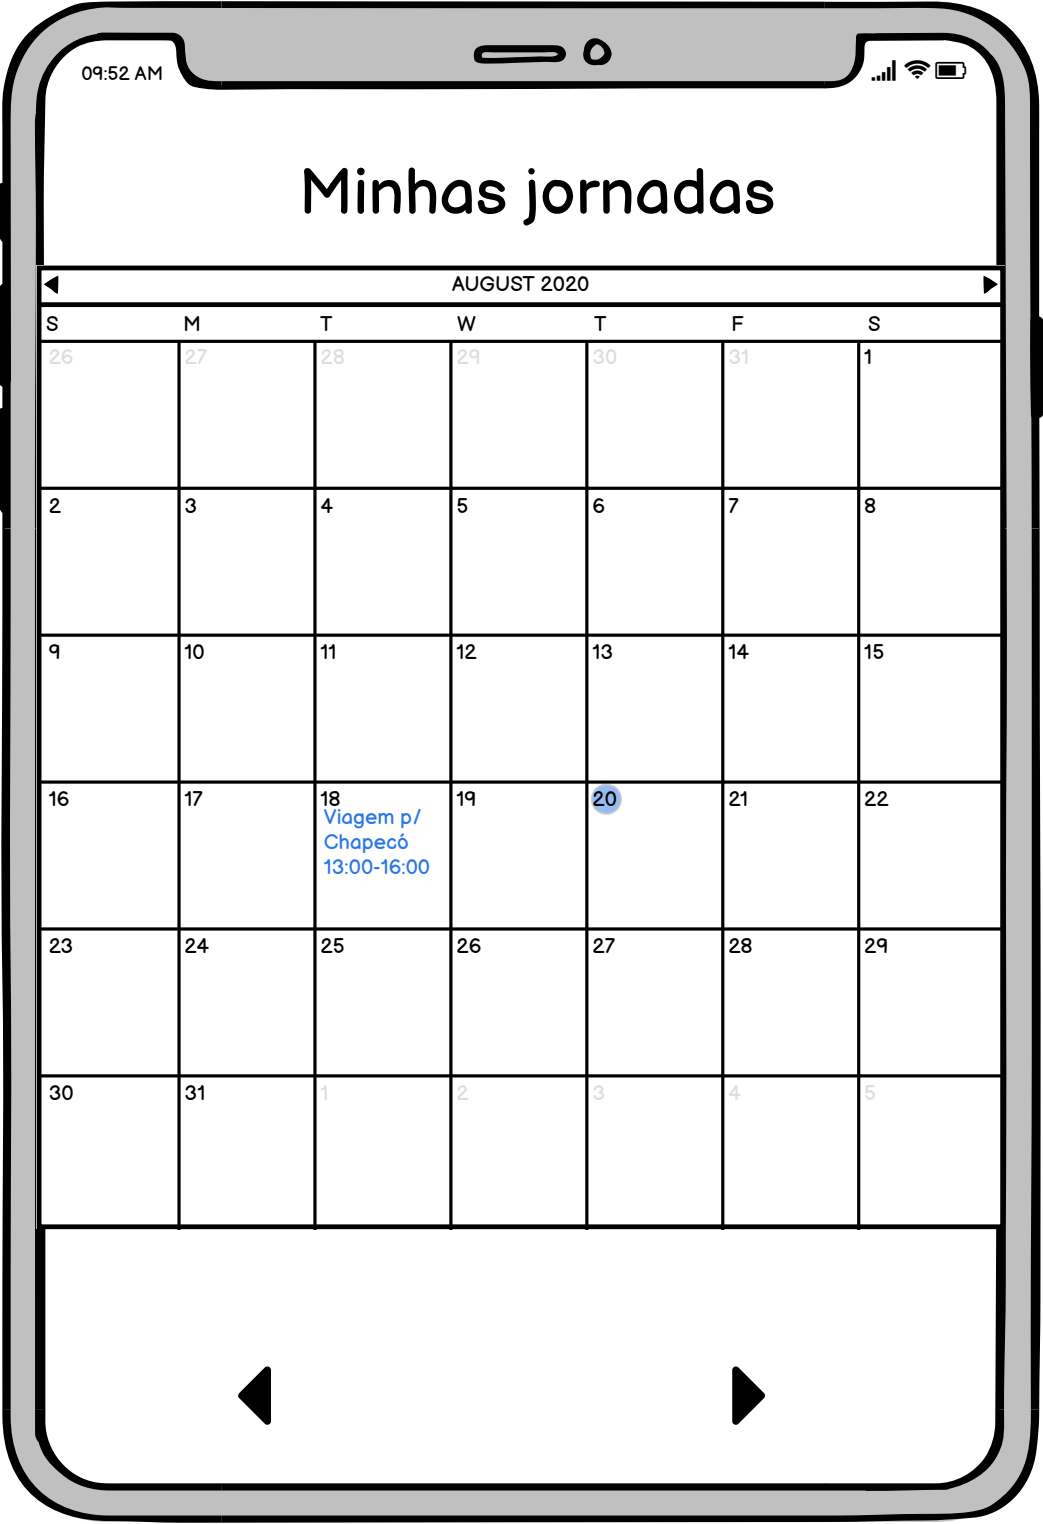 09:52 AM
Minhas jornadas
AUGUST 2020
S M T W T F S
26 27 28 29 30 31 1
2 3 4 5 6 7 8
9 10 11 12 13 14 15
16 17 18 19 20 21 22
Viagem p/
Chapecó
13:00-16:00
23 24 25 26 27 28 29
30 31 1 2 3 4 5